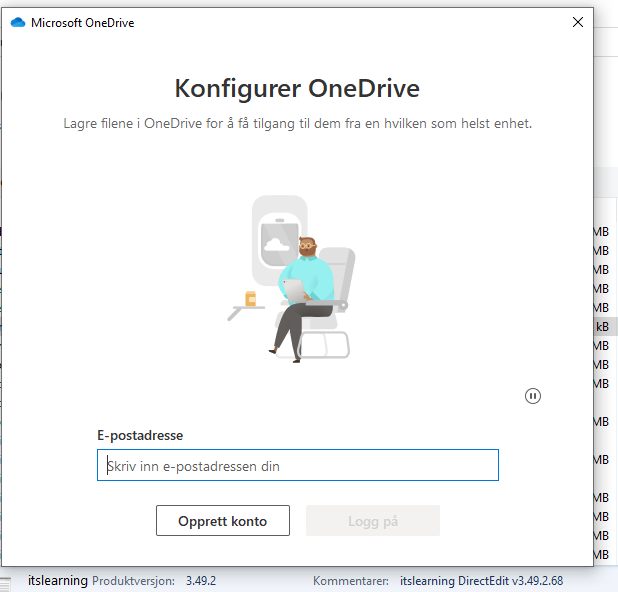 Microsoft OneDrive
Konfigurer OneDrive
Lagre filene i OneDrive for å få tilgang til dem fra en hvilken som helst enhet.
MB
MB
MB
MB
MB
kB
MB
MB
MB
MB
MB
MB
MB
MB
MB
E-postadresse
Skriv inn e-postadressen din
Opprett konto Logg på
itslearning Produktversjon: 3.49.2 Kommentarer: itslearning DirectEdit v3.49.2.68